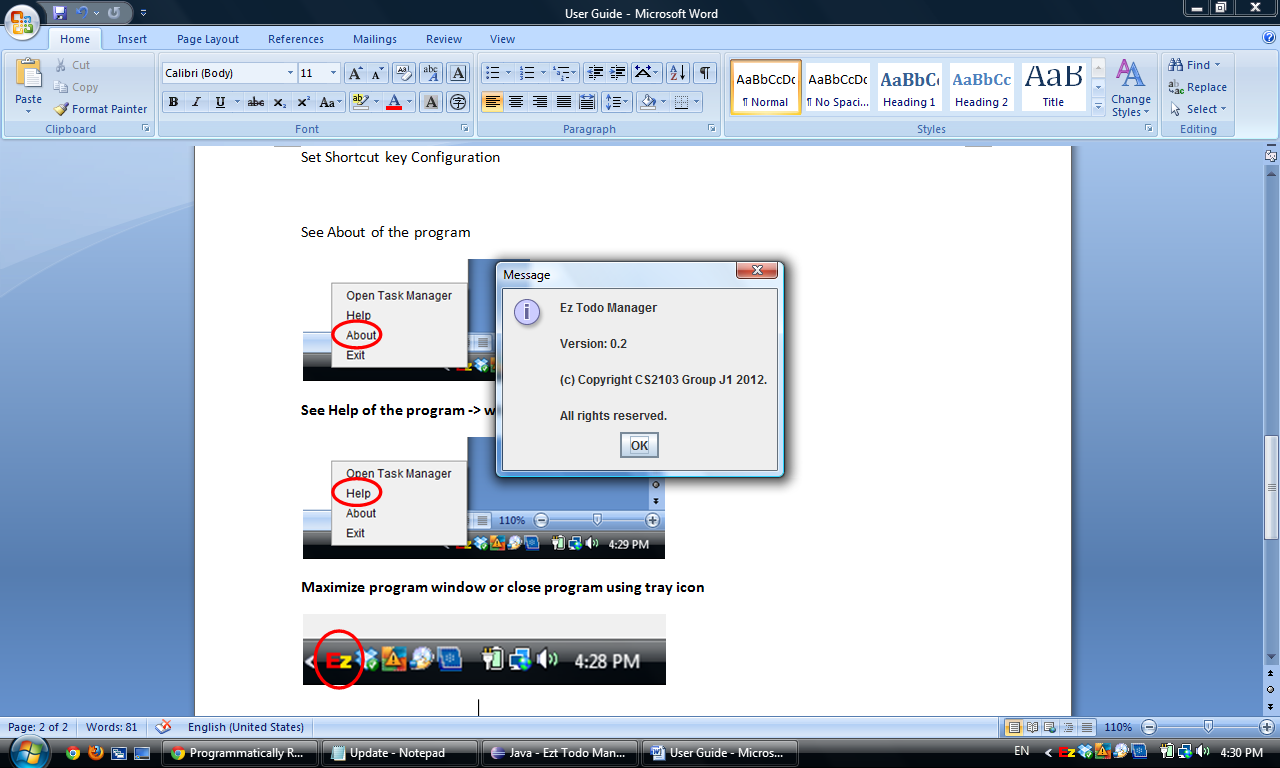 User Guide - Microsoft Word
Home Insert Page Layout References Mailings Review View
Paste
Cut
Copy
Format Painter
Clipboard
Calibri (Body) 11
Font
Paragraph
AaBbCcDc AaBbCcDc AaBbC AaBbCc AaB
¶ Normal ¶ No Spaci... Heading 1 Heading 2 Title
Change Styles
Styles
Find
Replace
Select
Editing
Set Shortcut key Configuration
See About of the program
Open Task Manager
Help
About
Exit
See Help of the program -> w
Open Task Manager
Help
About
Exit
110%
4:29 PM
Message
Ez Todo Manager
Version: 0.2
(c) Copyright CS2103 Group J1 2012.
All rights reserved.
OK
Maximize program window or close program using tray icon
Ez 4:28 PM
Page: 2 of 2 Words: 81 English (United States) 110%
Programmatically R... Update - Notepad Java - Ezt Todo Man... User Guide - Micros... EN Ez 4:30 PM